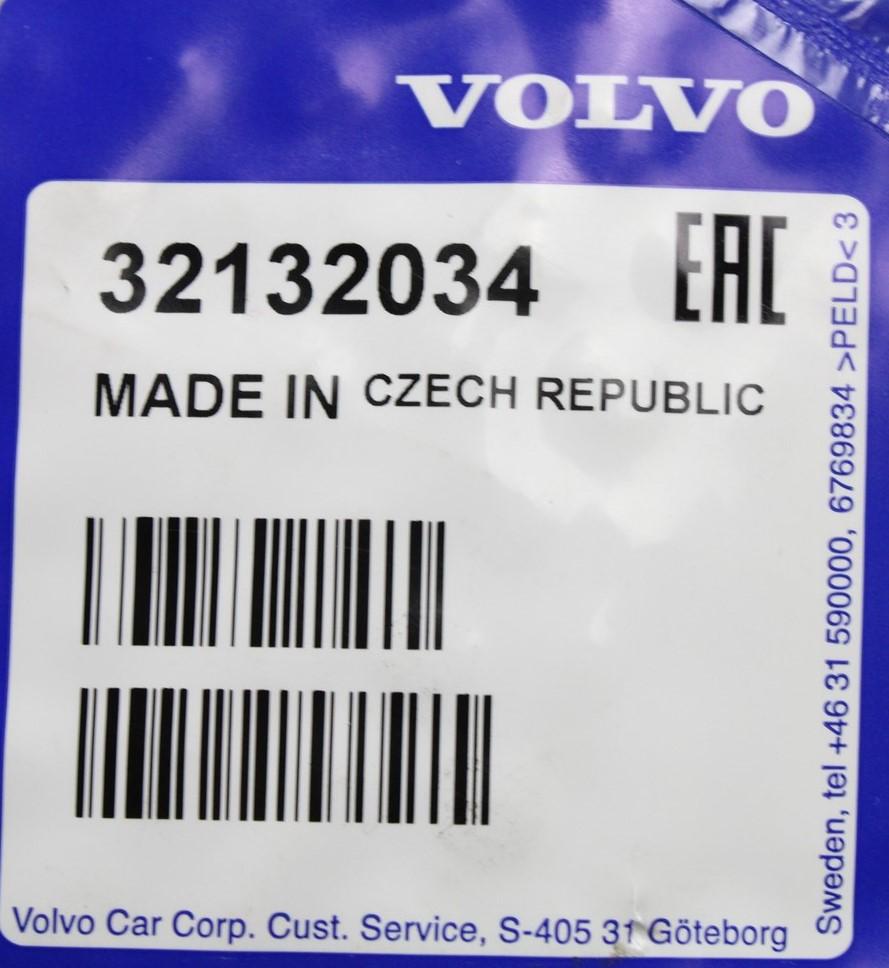 VOLVO
32132034
EAC
MADE IN CZECH REPUBLIC
Volvo Car Corp. Cust. Service, S-405 31 Göteborg
Sweden, tel +46 31 590000, 6769834 >PELD< 3